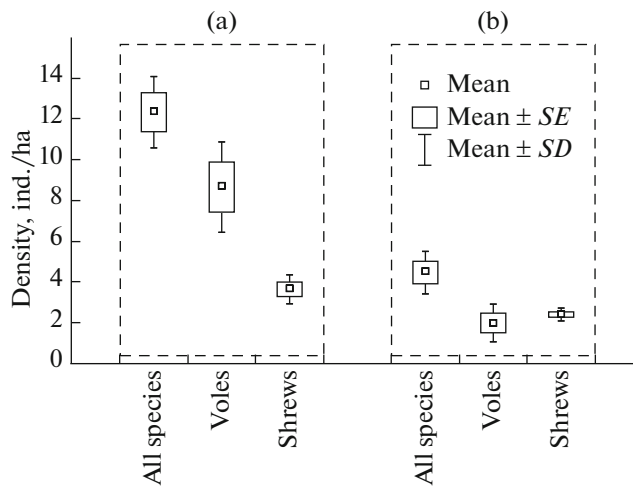 (a)
(b)
14
12
10
8
6
4
2
0
Density, ind./ha
Mean
Mean ± SE
Mean ± SD
All species
Voles
Shrews
All species
Voles
Shrews